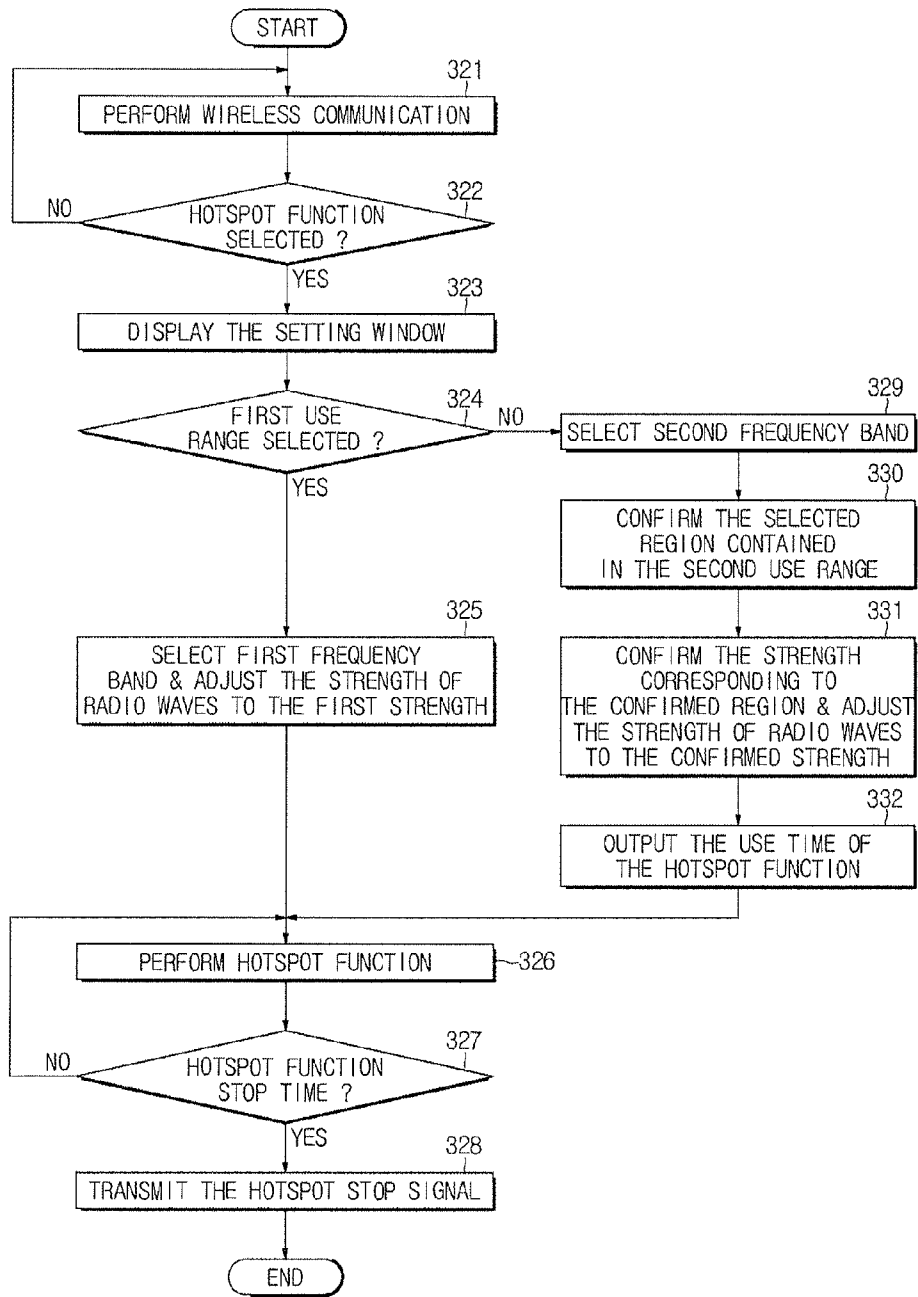 START
321
PERFORM WIRELESS COMMUNICATION
322
NO
HOTSPOT FUNCTION
SELECTED ?
YES
323
DISPLAY THE SETTING WINDOW
324
FIRST USE
RANGE SELECTED ?
NO
YES
329
SELECT SECOND FREQUENCY BAND
330
CONFIRM THE SELECTED
REGION CONTAINED
IN THE SECOND USE RANGE
325
SELECT FIRST FREQUENCY
BAND & ADJUST THE STRENGTH OF
RADIO WAVES TO THE FIRST STRENGTH
331
CONFIRM THE STRENGTH
CORRESPONDING TO
THE CONFIRMED REGION & ADJUST
THE STRENGTH OF RADIO WAVES
TO THE CONFIRMED STRENGTH
332
OUTPUT THE USE TIME OF
THE HOTSPOT FUNCTION
PERFORM HOTSPOT FUNCTION
326
327
NO
HOTSPOT FUNCTION
STOP TIME ?
YES
328
TRANSMIT THE HOTSPOT STOP SIGNAL
END